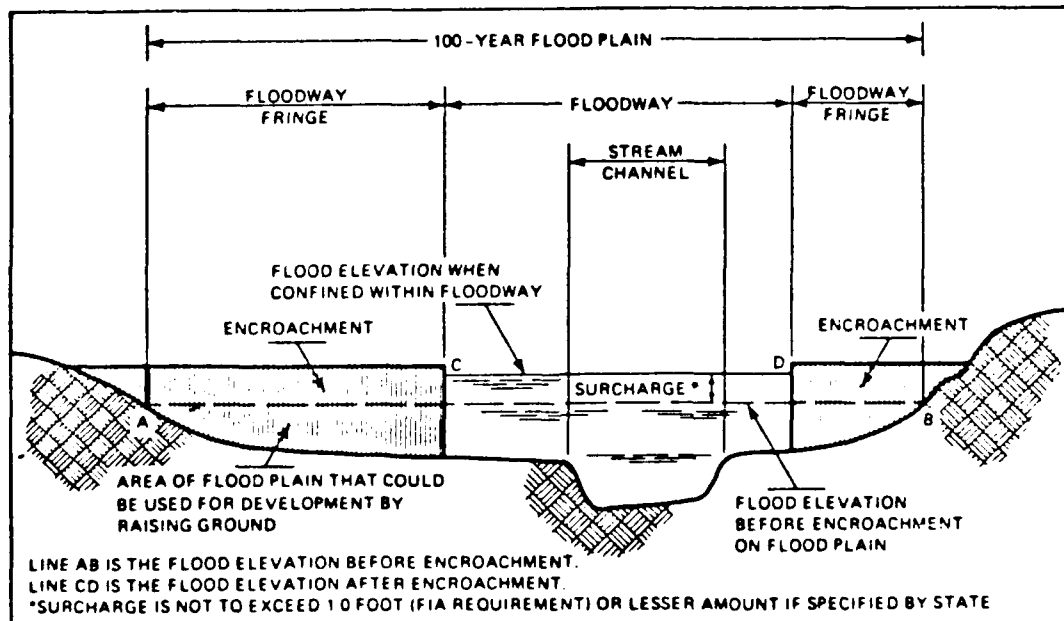 100-YEAR FLOOD PLAIN
FLOODWAY
FRINGE
FLOODWAY
FLOODWAY
FRINGE
STREAM
CHANNEL
FLOOD ELEVATION WHEN
CONFINED WITHIN FLOODWAY
ENCROACHMENT
ENCROACHMENT
C
D
SURCHARGE*
A
B
AREA OF FLOOD PLAIN THAT COULD
BE USED FOR DEVELOPMENT BY
RAISING GROUND
FLOOD ELEVATION
BEFORE ENCROACHMENT
ON FLOOD PLAIN
LINE AB IS THE FLOOD ELEVATION BEFORE ENCROACHMENT.
LINE CD IS THE FLOOD ELEVATION AFTER ENCROACHMENT.
*SURCHARGE IS NOT TO EXCEED 1 0 FOOT (FIA REQUIREMENT) OR LESSER AMOUNT IF SPECIFIED BY STATE